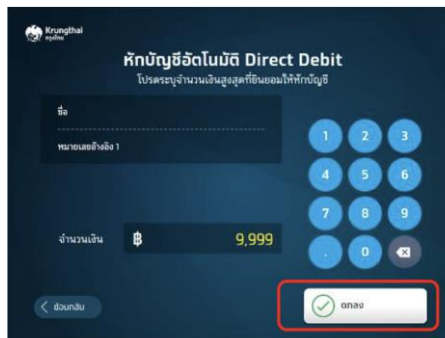 Krungthai
กรุงไทย
หักบัญชีอัตโนมัติ Direct Debit
โปรดระบุจำนวนเงินสูงสุดที่ยินยอมให้หักบัญชี
ชื่อ
หมายเลขอ้างอิง 1
1 2 3
4 5 6
7 8 9
. 0
จำนวนเงิน ฿ 9,999
ย้อนกลับ
ตกลง